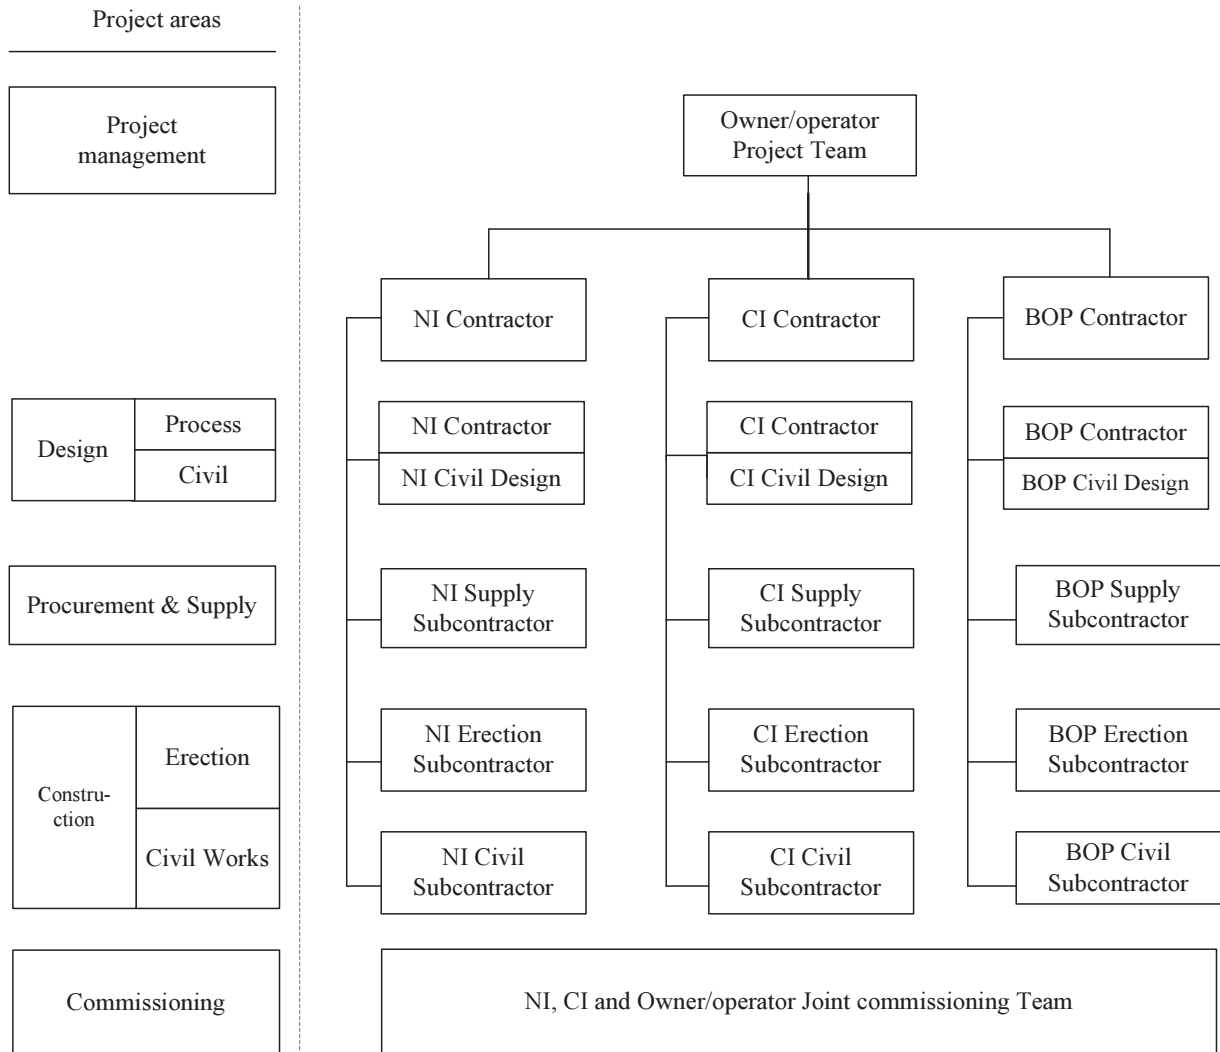 Project areas
Project
management
Owner/operator
Project Team
NI Contractor
CI Contractor
BOP Contractor
Design
Process
Civil
NI Contractor
NI Civil Design
CI Contractor
CI Civil Design
BOP Contractor
BOP Civil Design
Procurement & Supply
NI Supply
Subcontractor
CI Supply
Subcontractor
BOP Supply
Subcontractor
Constru-
ction
Erection
Civil Works
NI Erection
Subcontractor
CI Erection
Subcontractor
BOP Erection
Subcontractor
NI Civil
Subcontractor
CI Civil
Subcontractor
BOP Civil
Subcontractor
Commissioning
NI, CI and Owner/operator Joint commissioning Team